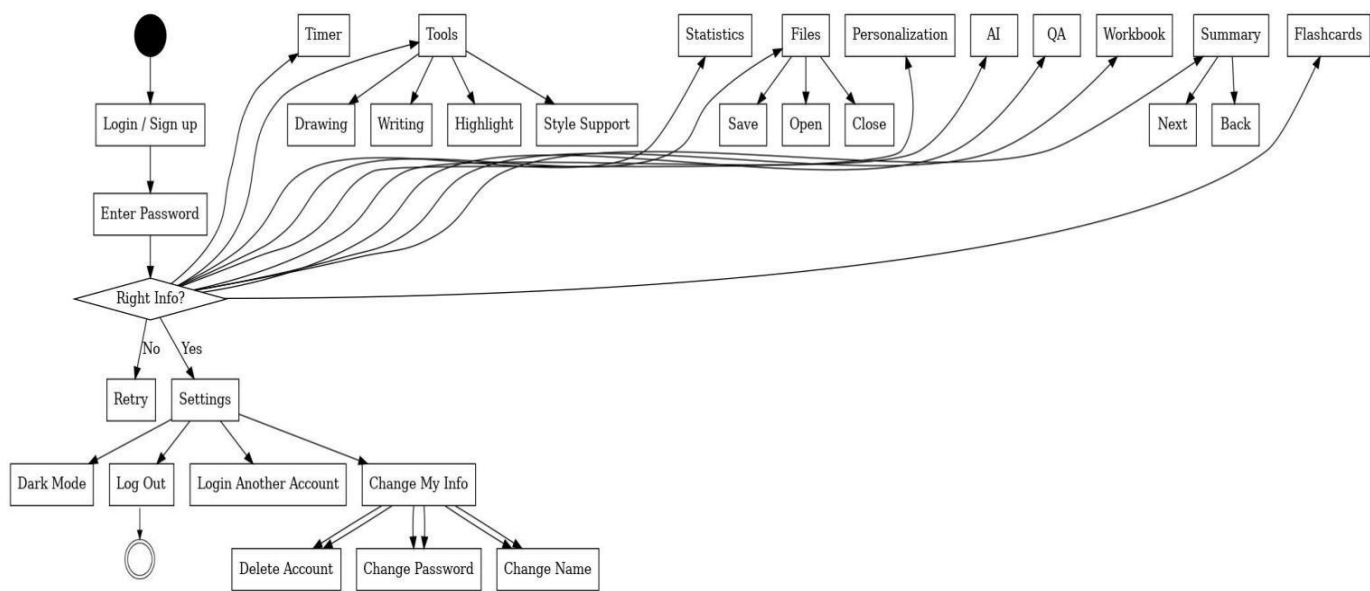 Timer
Tools
Statistics
Files
Personalization
AI
QA
Workbook
Summary
Flashcards
Login / Sign up
Drawing
Writing
Highlight
Style Support
Save
Open
Close
Next
Back
Enter Password
Right Info?
No
Yes
Retry
Settings
Dark Mode
Log Out
Login Another Account
Change My Info
Delete Account
Change Password
Change Name